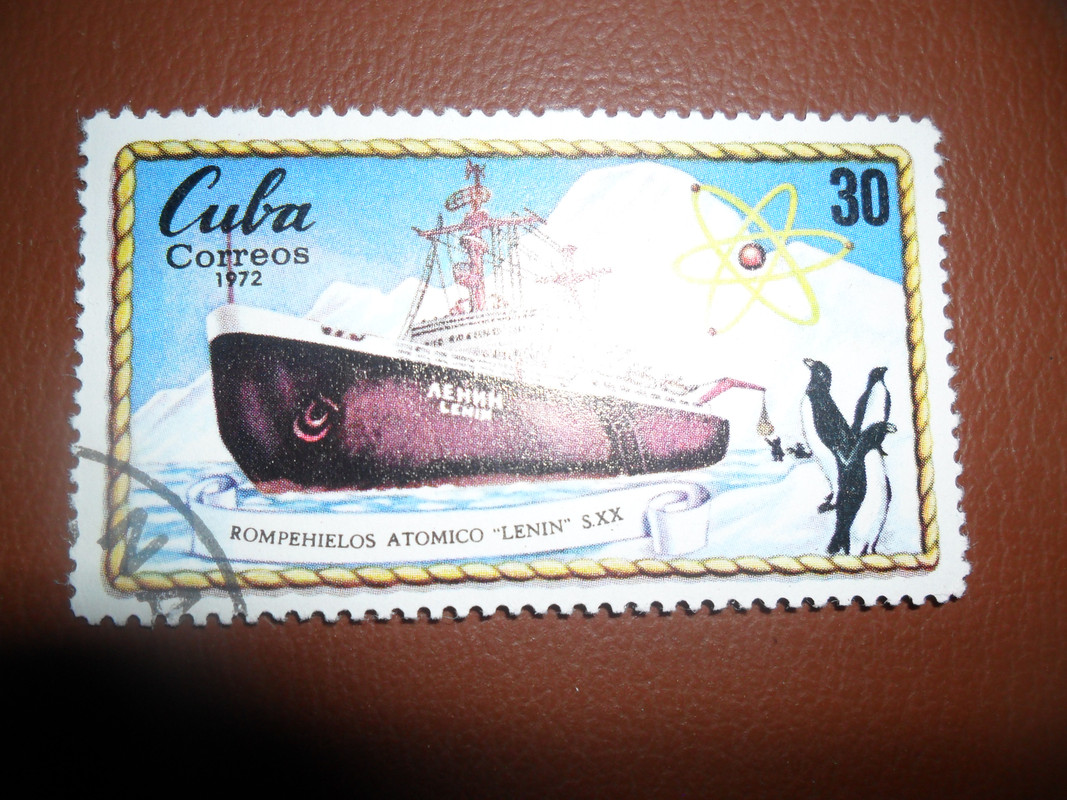 Cuba
Correos
1972
30
ЛЕНИН
LENIN
ROMPEHIELOS ATOMICO "LENIN" S.XX